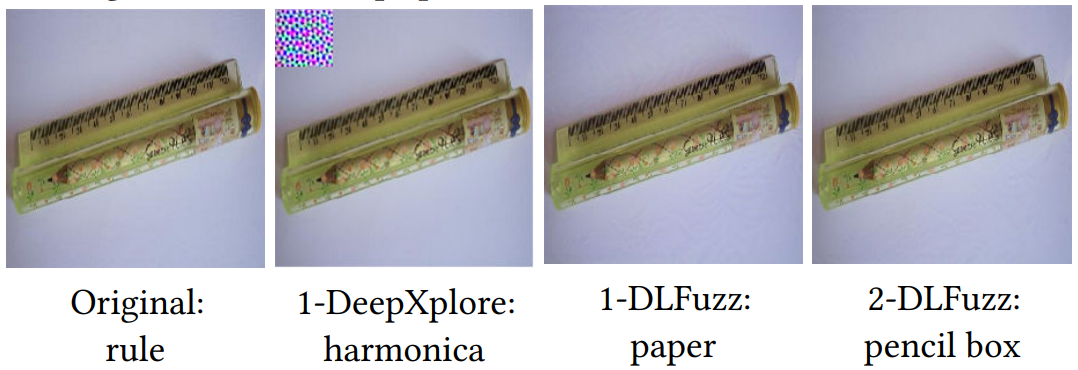 Original:
rule
1-DeepXplore:
harmonica
1-DLFuzz:
paper
2-DLFuzz:
pencil box